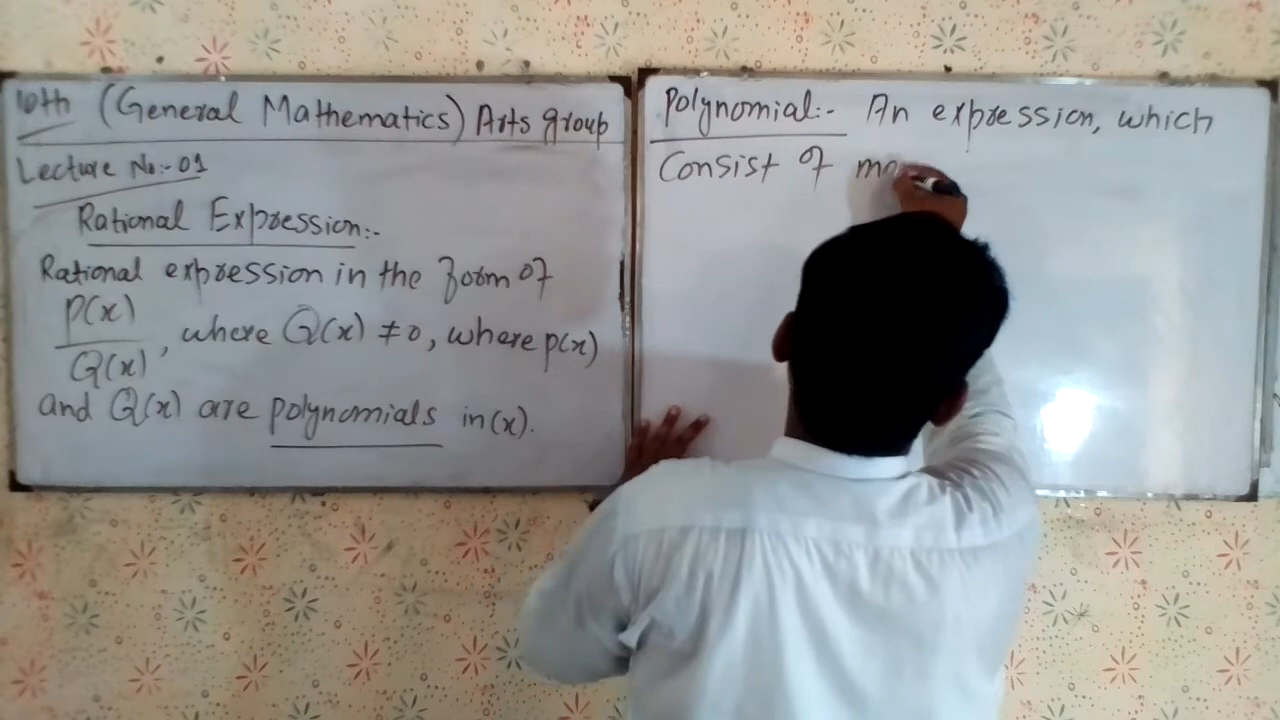 10th (General Mathematics) Arts group
Lecture No:- 01
Rational Expression:-
Rational expression in the form of
P(x)
Q(x)
, where Q(x) ≠ 0, where p(x)
and Q(x) are polynomials in (x).
Polynomial:- An expression, which
Consist of